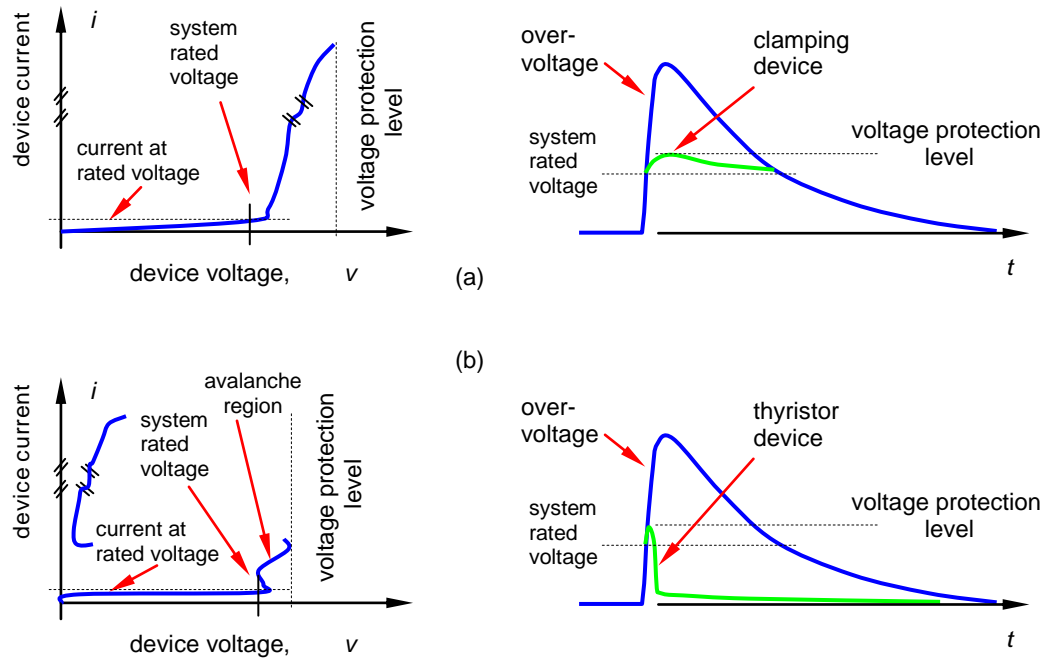 i
device current
system
rated
voltage
current at
rated voltage
voltage protection
level
device voltage, v
over-
voltage
clamping
device
system
rated
voltage
voltage protection
level
t
(a)
(b)
i
device current
avalanche
region
system
rated
voltage
current at
rated voltage
voltage protection
level
device voltage, v
over-
voltage
thyristor
device
system
rated
voltage
voltage protection
level
t